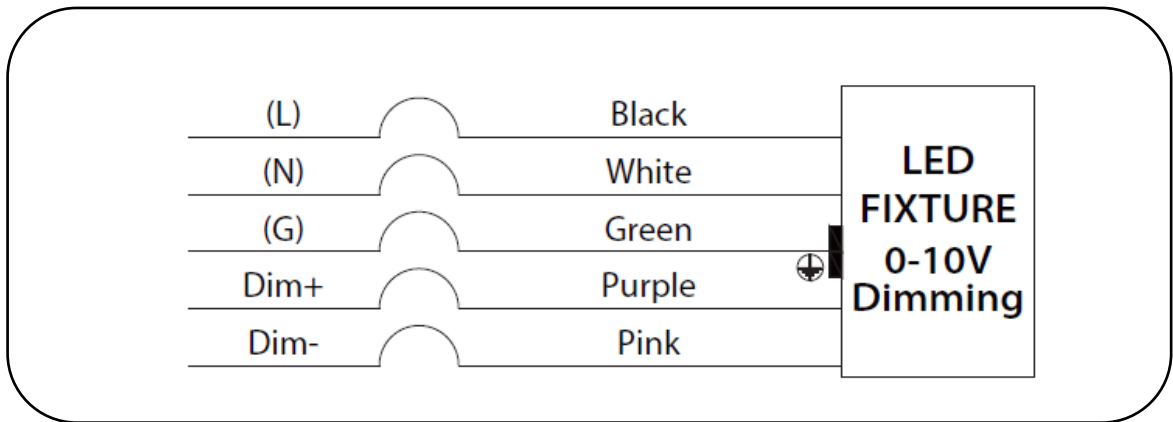 (L) Black
(N) White
(G) Green
Dim+ Purple
Dim- Pink
LED
FIXTURE
0-10V
Dimming